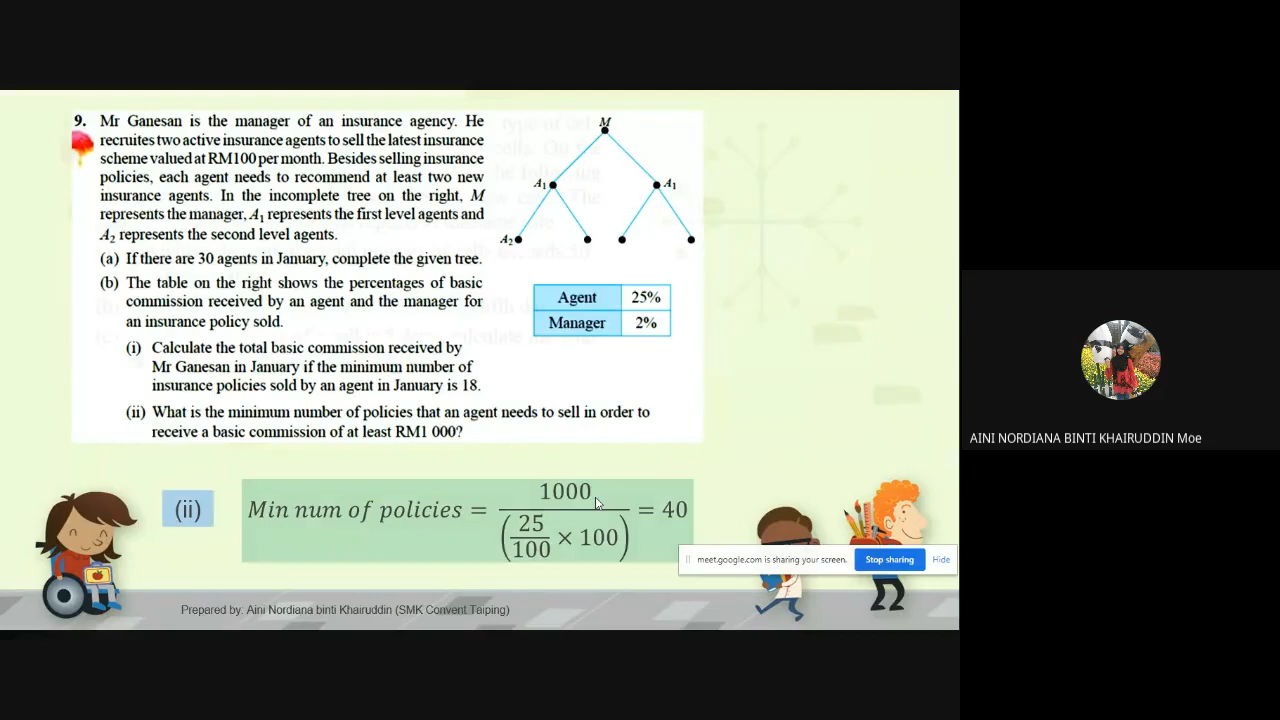 9. Mr Ganesan is the manager of an insurance agency. He
recruites two active insurance agents to sell the latest insurance
scheme valued at RM100 per month. Besides selling insurance
policies, each agent needs to recommend at least two new
insurance agents. In the incomplete tree on the right, M
represents the manager, A₁ represents the first level agents and
A₂ represents the second level agents.
(a) If there are 30 agents in January, complete the given tree.
(b) The table on the right shows the percentages of basic
commission received by an agent and the manager for
an insurance policy sold.
(i) Calculate the total basic commission received by
Mr Ganesan in January if the minimum number of
insurance policies sold by an agent in January is 18.
(ii) What is the minimum number of policies that an agent needs to sell in order to
receive a basic commission of at least RM1 000?
M
A₁ A₁
A₂
Agent 25%
Manager 2%
(ii)
Min num of policies = 1000 / (25/100 × 100) = 40
meet.google.com is sharing your screen. Stop sharing Hide
Prepared by: Aini Nordiana binti Khairuddin (SMK Convent Taiping)
AINI NORDIANA BINTI KHAIRUDDIN Moe